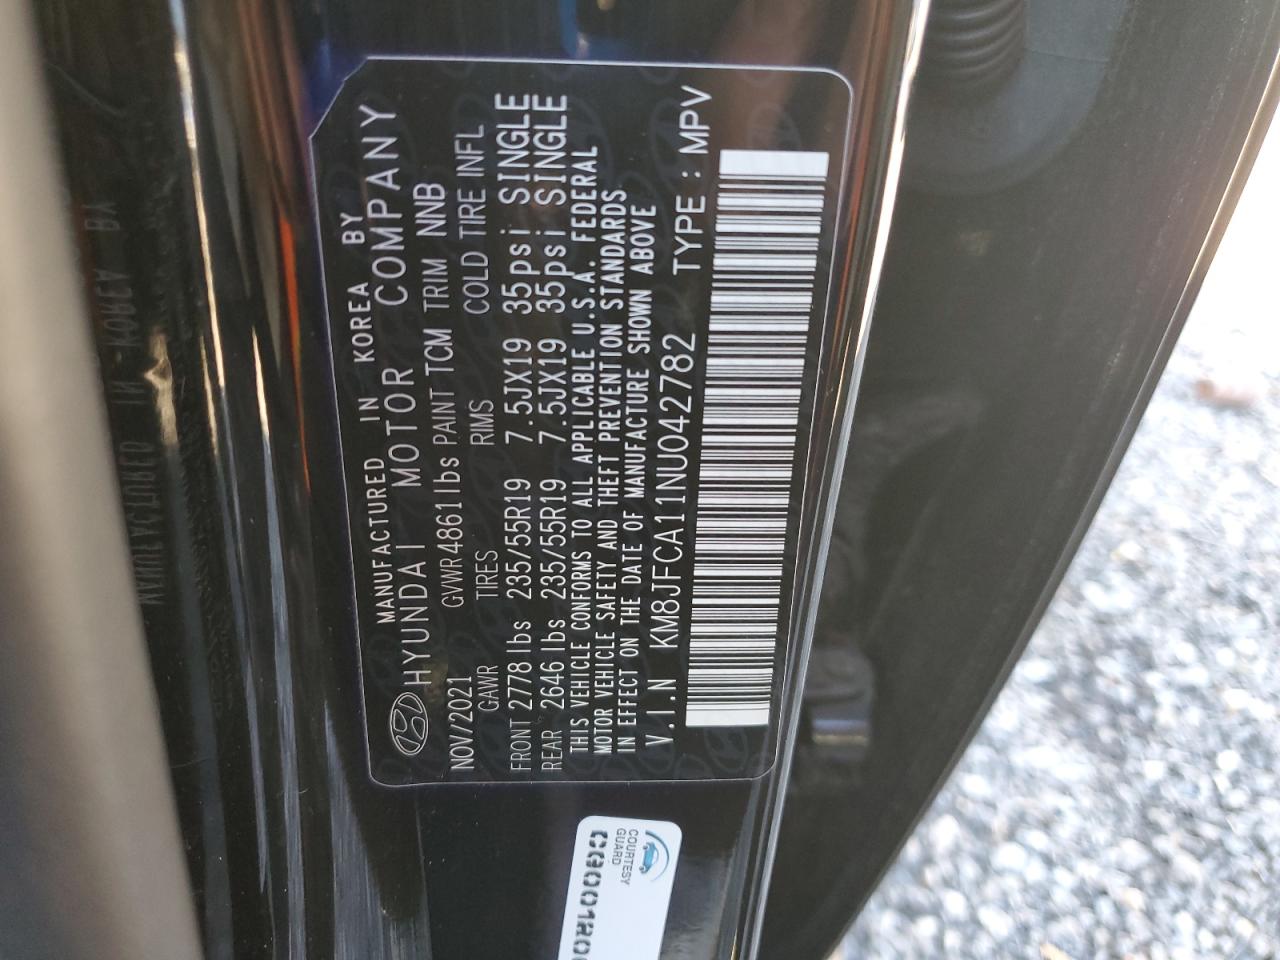 MANUFACTURED IN KOREA BY
HYUNDAI MOTOR COMPANY
NOV/2021 GVWR 4861 lbs PAINT TCM TRIM NNB
GAWR TIRES RIMS COLD TIRE INFL
FRONT 2778 lbs 235/55R19 7.5JX19 35psi SINGLE
REAR 2646 lbs 235/55R19 7.5JX19 35psi SINGLE
THIS VEHICLE CONFORMS TO ALL APPLICABLE U.S.A. FEDERAL
MOTOR VEHICLE SAFETY AND THEFT PREVENTION STANDARDS
IN EFFECT ON THE DATE OF MANUFACTURE SHOWN ABOVE
V.I.N KM8JFCA11NU042782 TYPE : MPV
COURTESY
GUARD